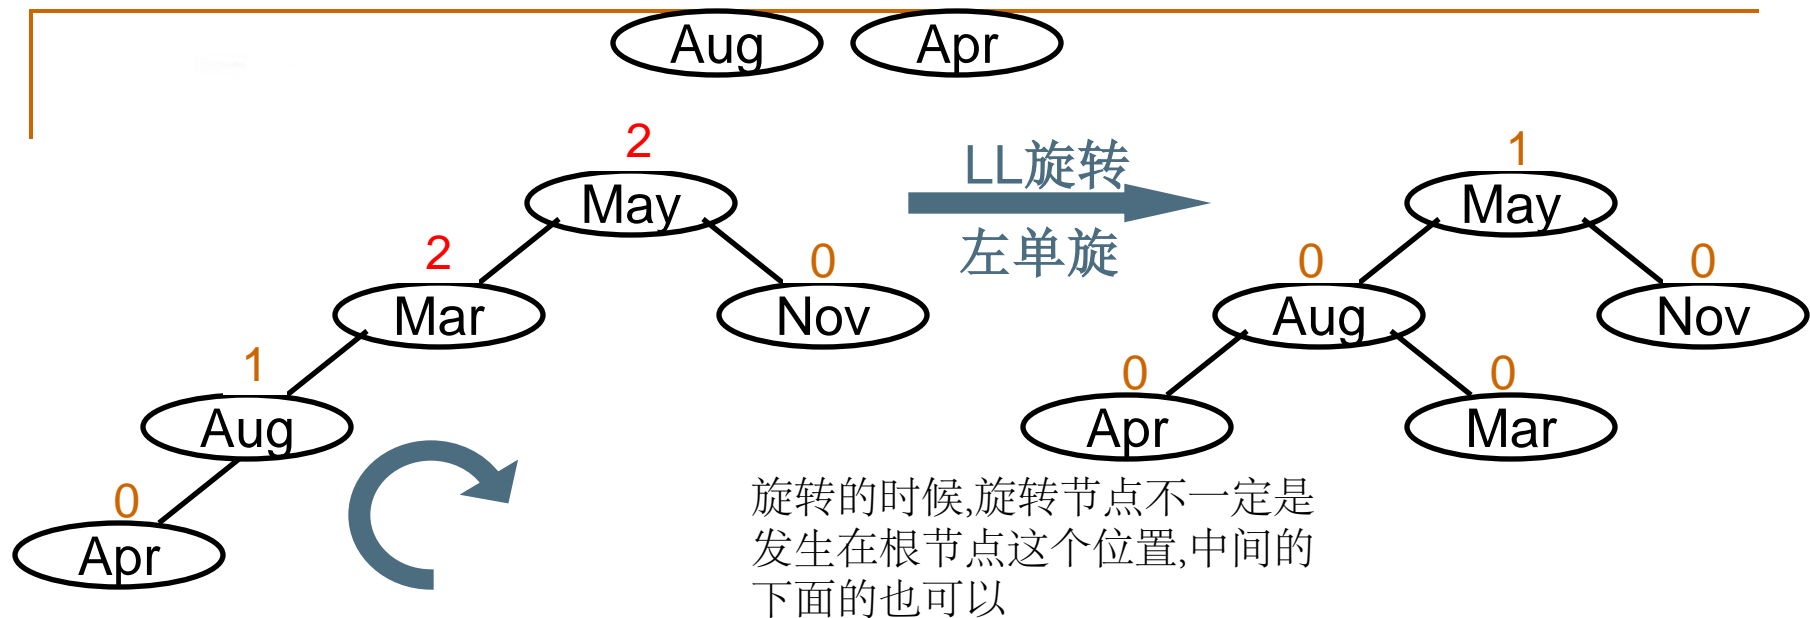 Aug Apr
2
May
2
Mar
0
Nov
1
Aug
0
Apr
LL旋转
左单旋
1
May
0
Aug
0
Nov
0
Apr
0
Mar
旋转的时候,旋转节点不一定是
发生在根节点这个位置,中间的
下面的也可以